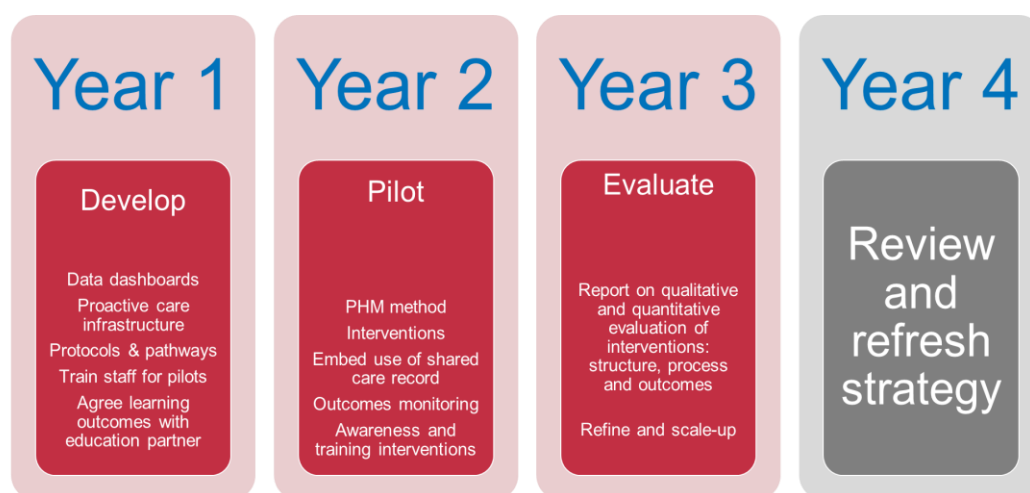 Year 1
Develop
Data dashboards
Proactive care
infrastructure
Protocols & pathways
Train staff for pilots
Agree learning
outcomes with
education partner
Year 2
Pilot
PHM method
Interventions
Embed use of shared
care record
Outcomes monitoring
Awareness and
training interventions
Year 3
Evaluate
Report on qualitative
and quantitative
evaluation of
interventions:
structure, process
and outcomes
Refine and scale-up
Year 4
Review
and
refresh
strategy